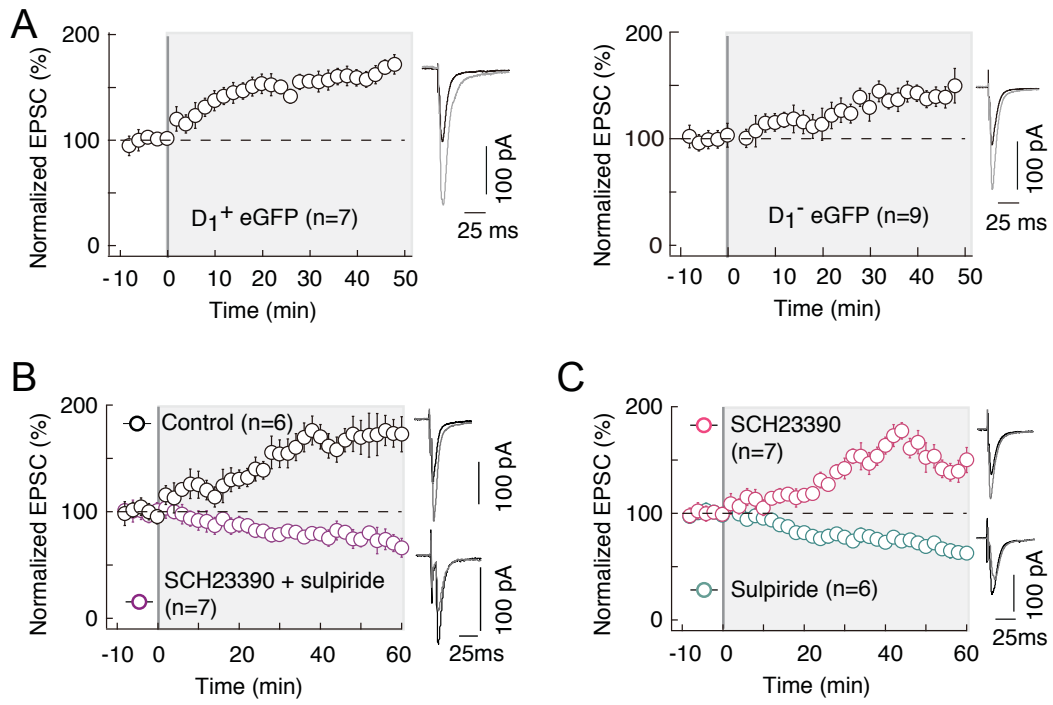 A
Normalized EPSC (%)
200
100
0
D1+ eGFP (n=7)
-10 0 10 20 30 40 50
Time (min)
100 pA
25 ms
Normalized EPSC (%)
200
100
0
D1- eGFP (n=9)
-10 0 10 20 30 40 50
Time (min)
100 pA
25 ms
B
Normalized EPSC (%)
200
100
0
Control (n=6)
SCH23390 + sulpiride
(n=7)
-10 0 20 40 60
Time (min)
100 pA
100 pA
25ms
C
Normalized EPSC (%)
200
100
0
SCH23390
(n=7)
Sulpiride (n=6)
-10 0 20 40 60
Time (min)
100 pA
100 pA
25ms